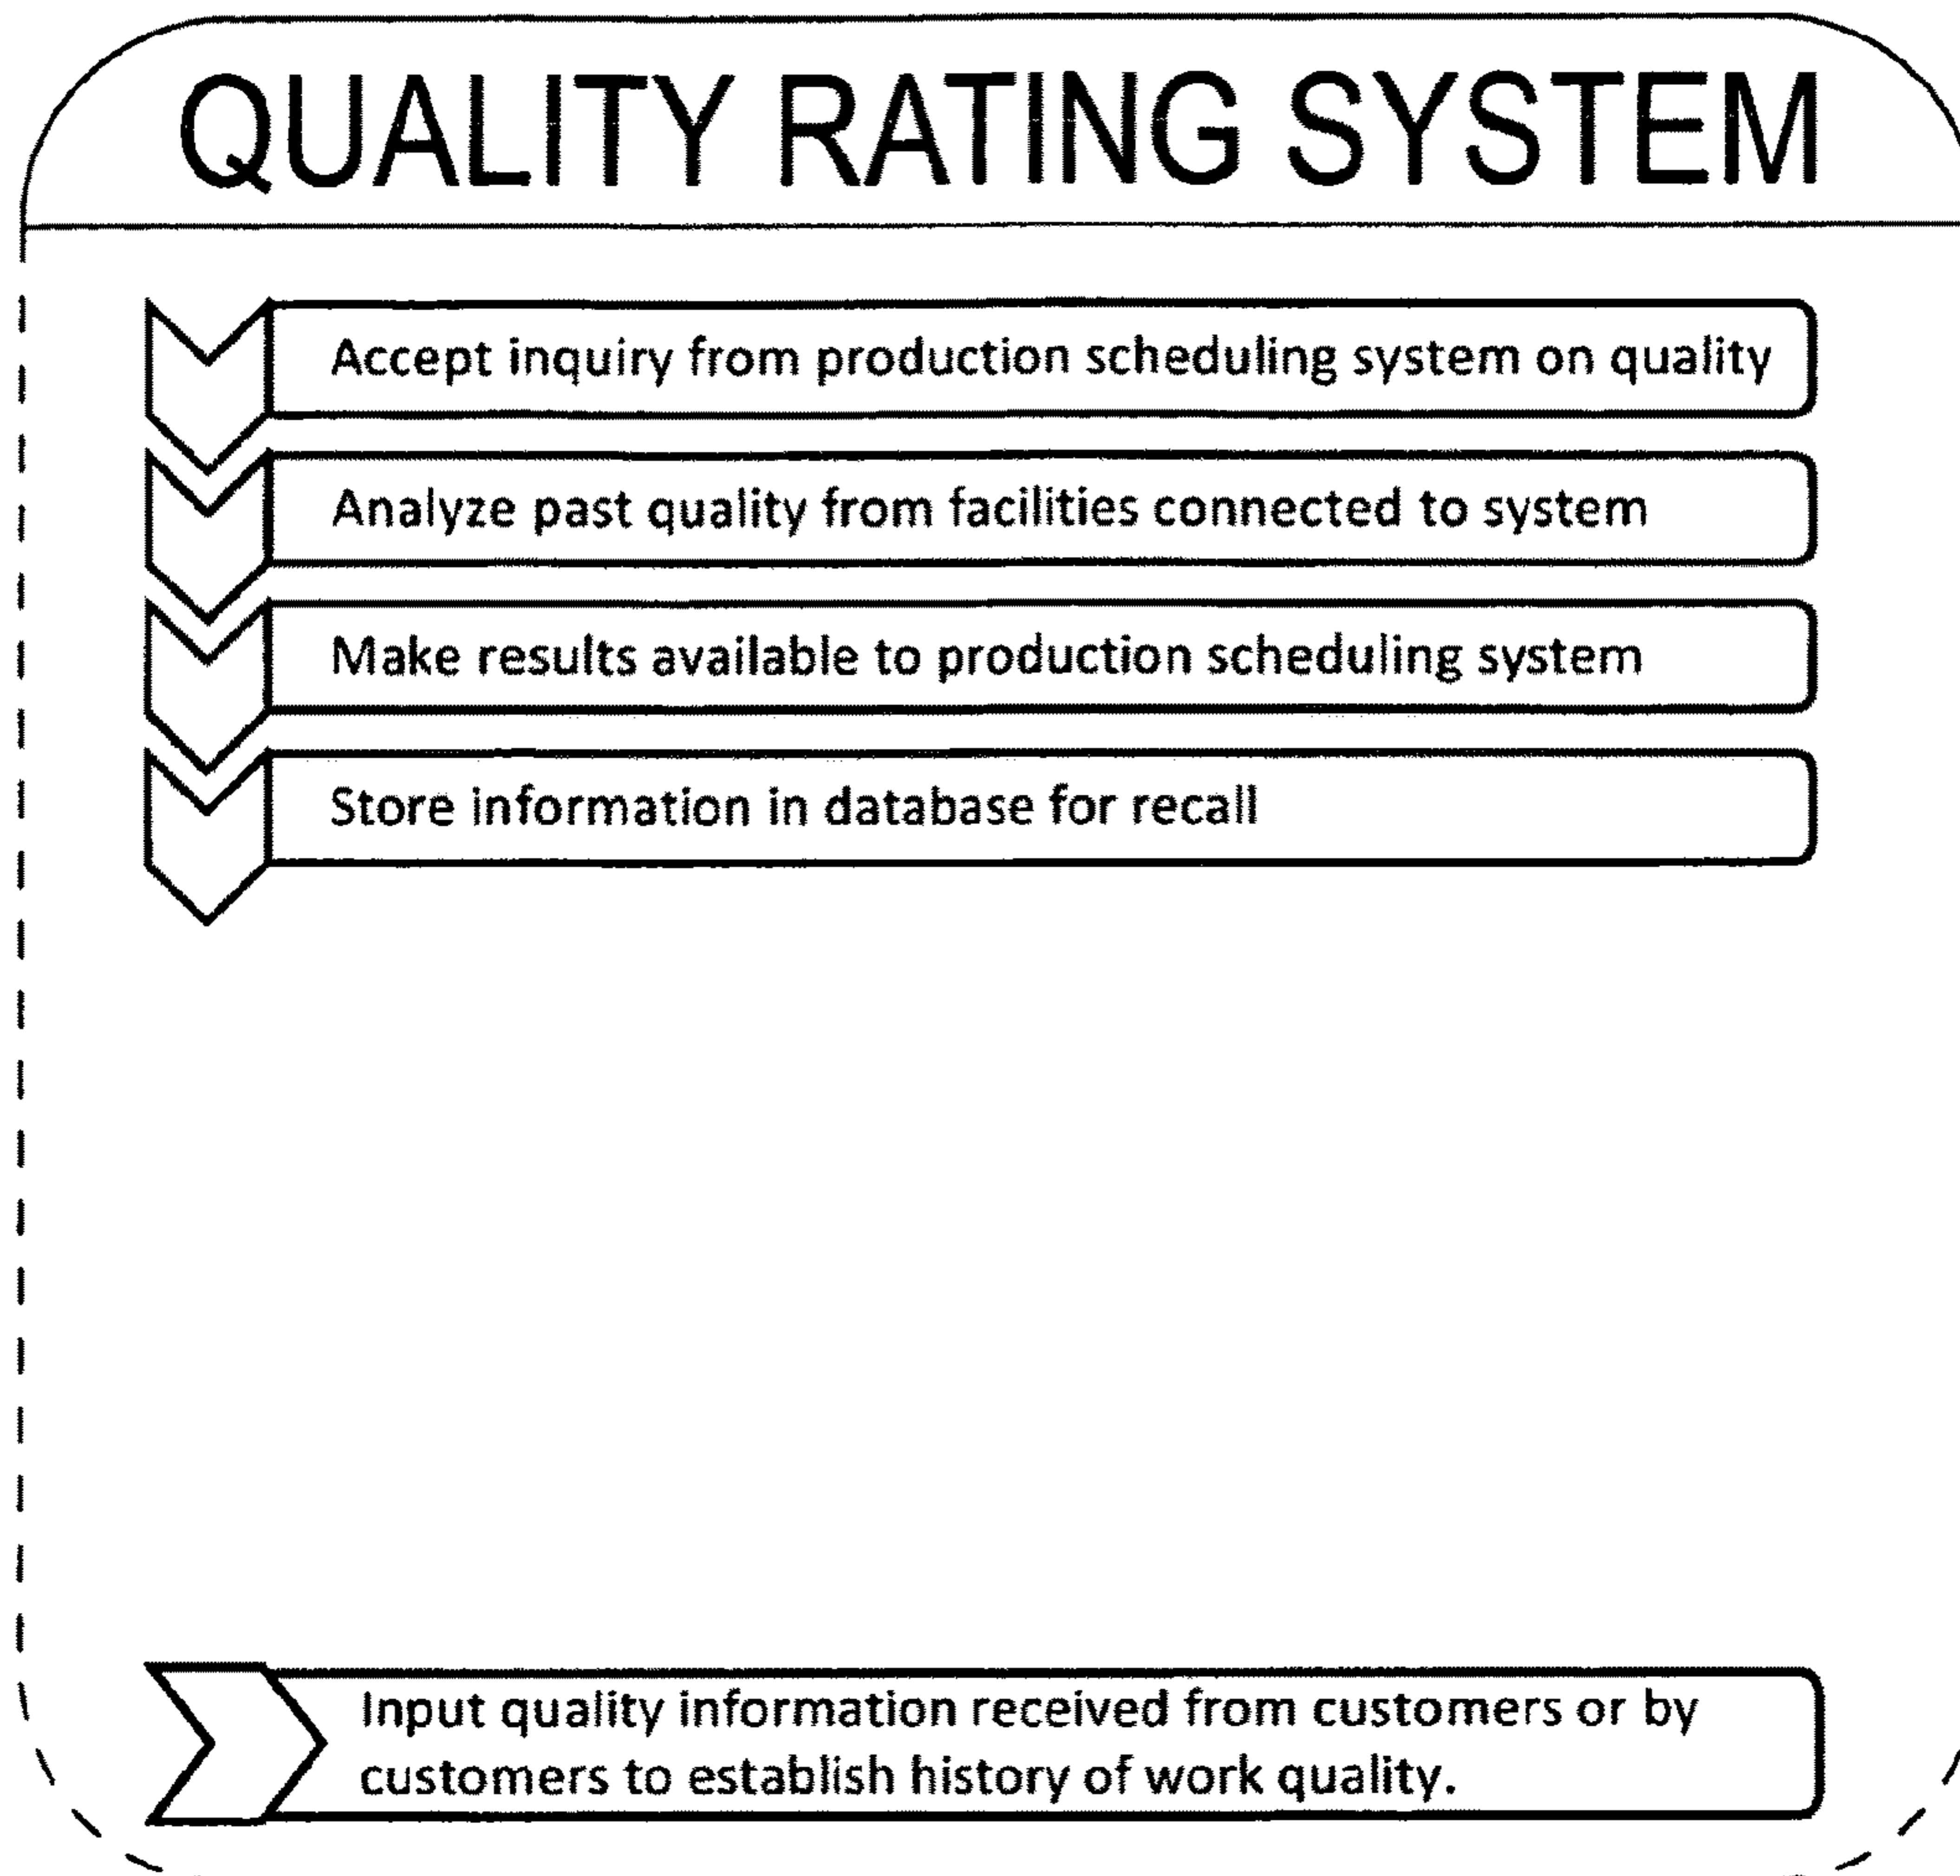 QUALITY RATING SYSTEM
Accept inquiry from production scheduling system on quality
Analyze past quality from facilities connected to system
Make results available to production scheduling system
Store information in database for recall
Input quality information received from customers or by
customers to establish history of work quality.